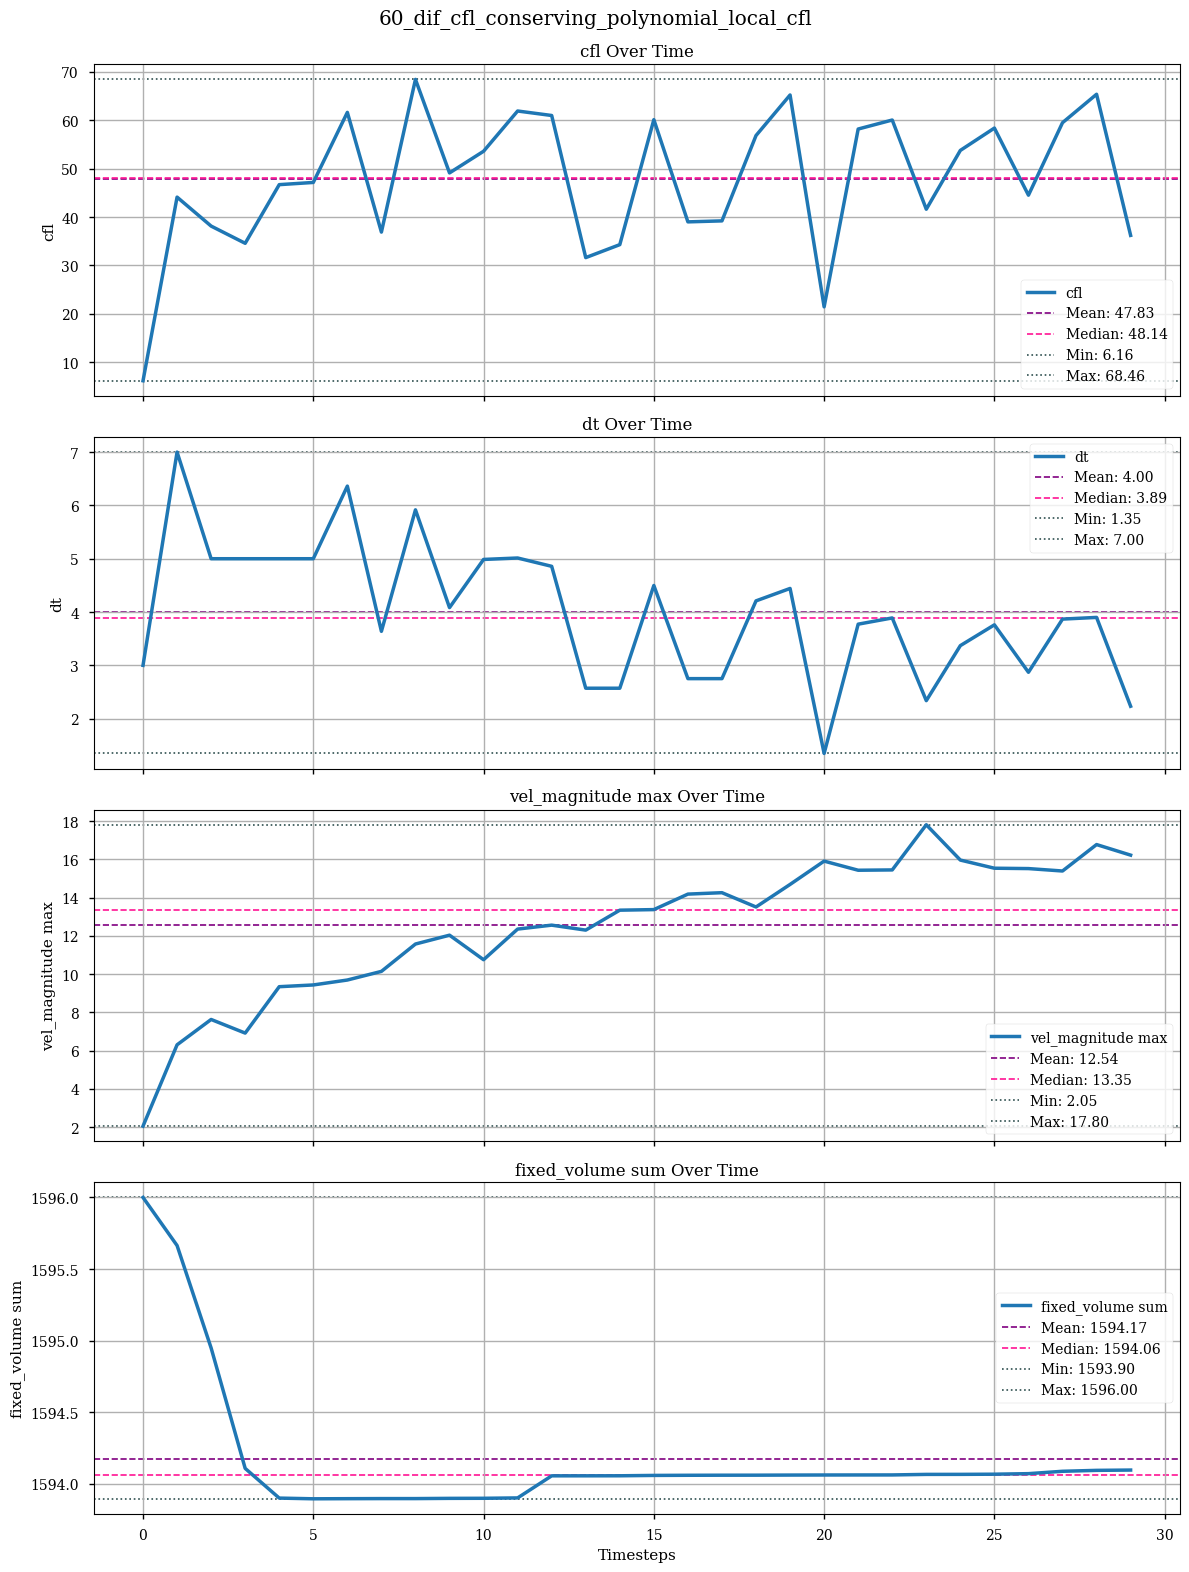 60_dif_cfl_conserving_polynomial_local_cfl
cfl Over Time
70
60
50
40
30
20
10
cfl
cfl
Mean: 47.83
Median: 48.14
Min: 6.16
Max: 68.46
dt Over Time
7
6
5
4
3
2
dt
dt
Mean: 4.00
Median: 3.89
Min: 1.35
Max: 7.00
vel_magnitude max Over Time
18
16
14
12
10
8
6
4
2
vel_magnitude max
vel_magnitude max
Mean: 12.54
Median: 13.35
Min: 2.05
Max: 17.80
fixed_volume sum Over Time
1596.0
1595.5
1595.0
1594.5
1594.0
fixed_volume sum
fixed_volume sum
Mean: 1594.17
Median: 1594.06
Min: 1593.90
Max: 1596.00
0 5 10 15 20 25 30
Timesteps